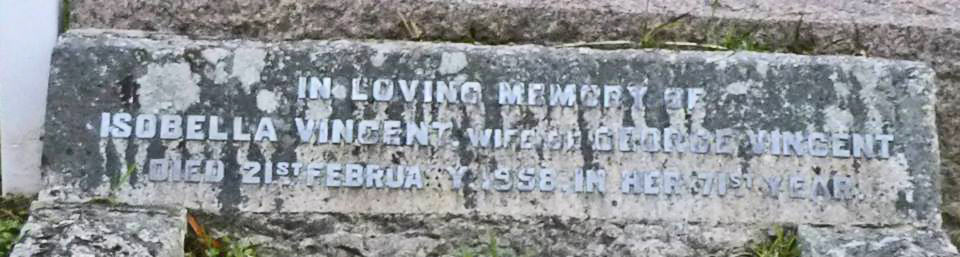 IN LOVING MEMORY OF
ISOBELLA VINCENT, WIFE OF GEORGE VINCENT
DIED 21ST FEBRUARY 1958. IN HER 71ST YEAR.